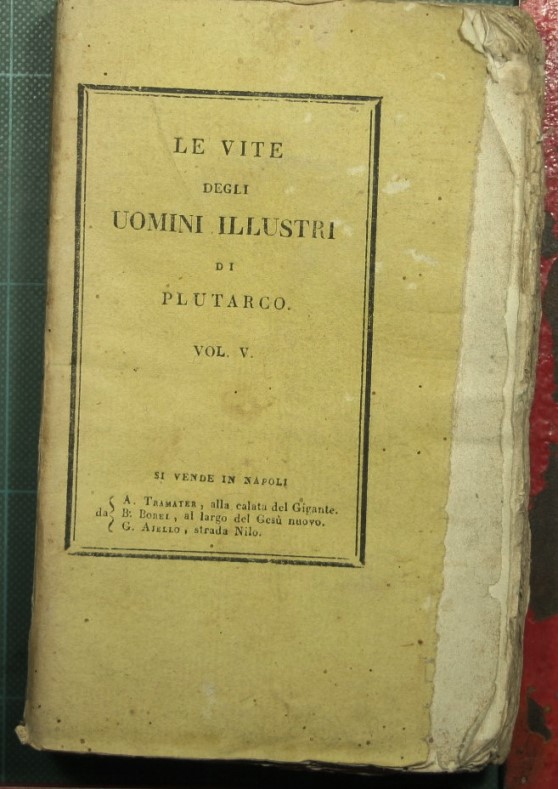 LE VITE
DEGLI
UOMINI ILLUSTRI
DI
PLUTARCO.
VOL. V.
SI VENDE IN NAPOLI
A. TRAMATER, alla calata del Gigante.
da B. BOREL, al largo del Gesù nuovo.
G. AJELLO, strada Nilo.